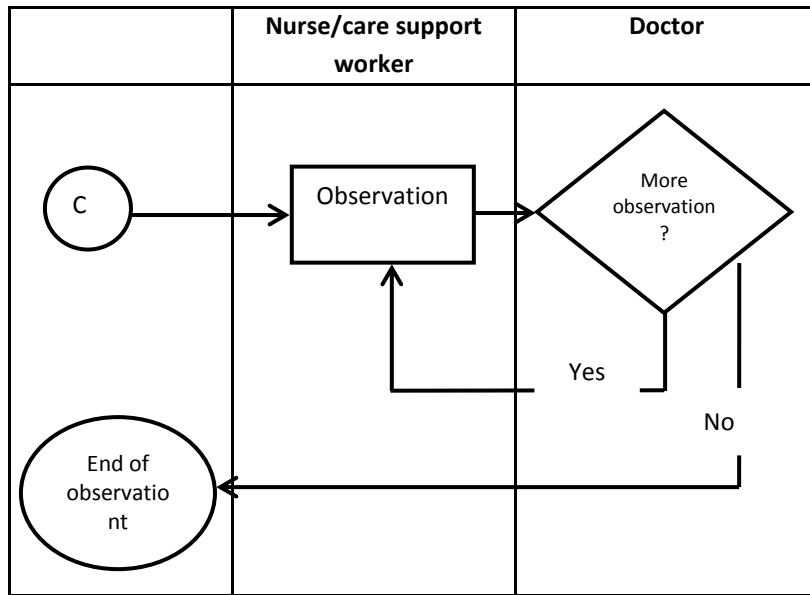 Nurse/care support
worker
Doctor
C
Observation
More
observation
?
Yes
No
End of
observatio
nt